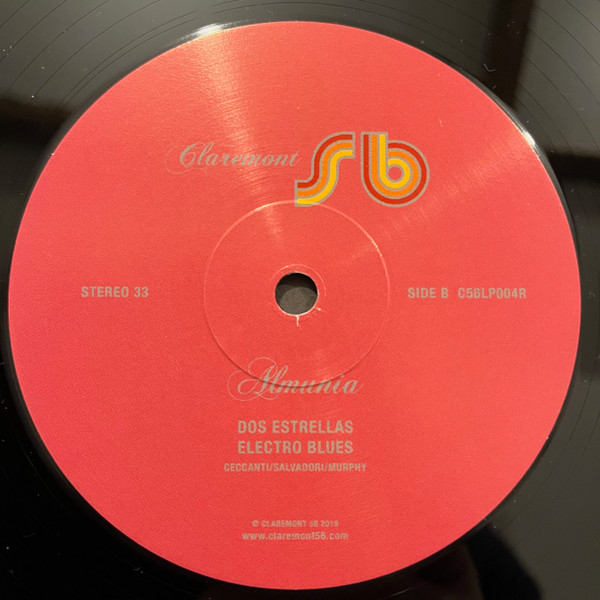 Claremont 56
STEREO 33
SIDE B C56LP004R
Almunia
DOS ESTRELLAS
ELECTRO BLUES
CECCANTI/SALVADORI/MURPHY
© CLAREMONT 56 2019
www.claremont56.com